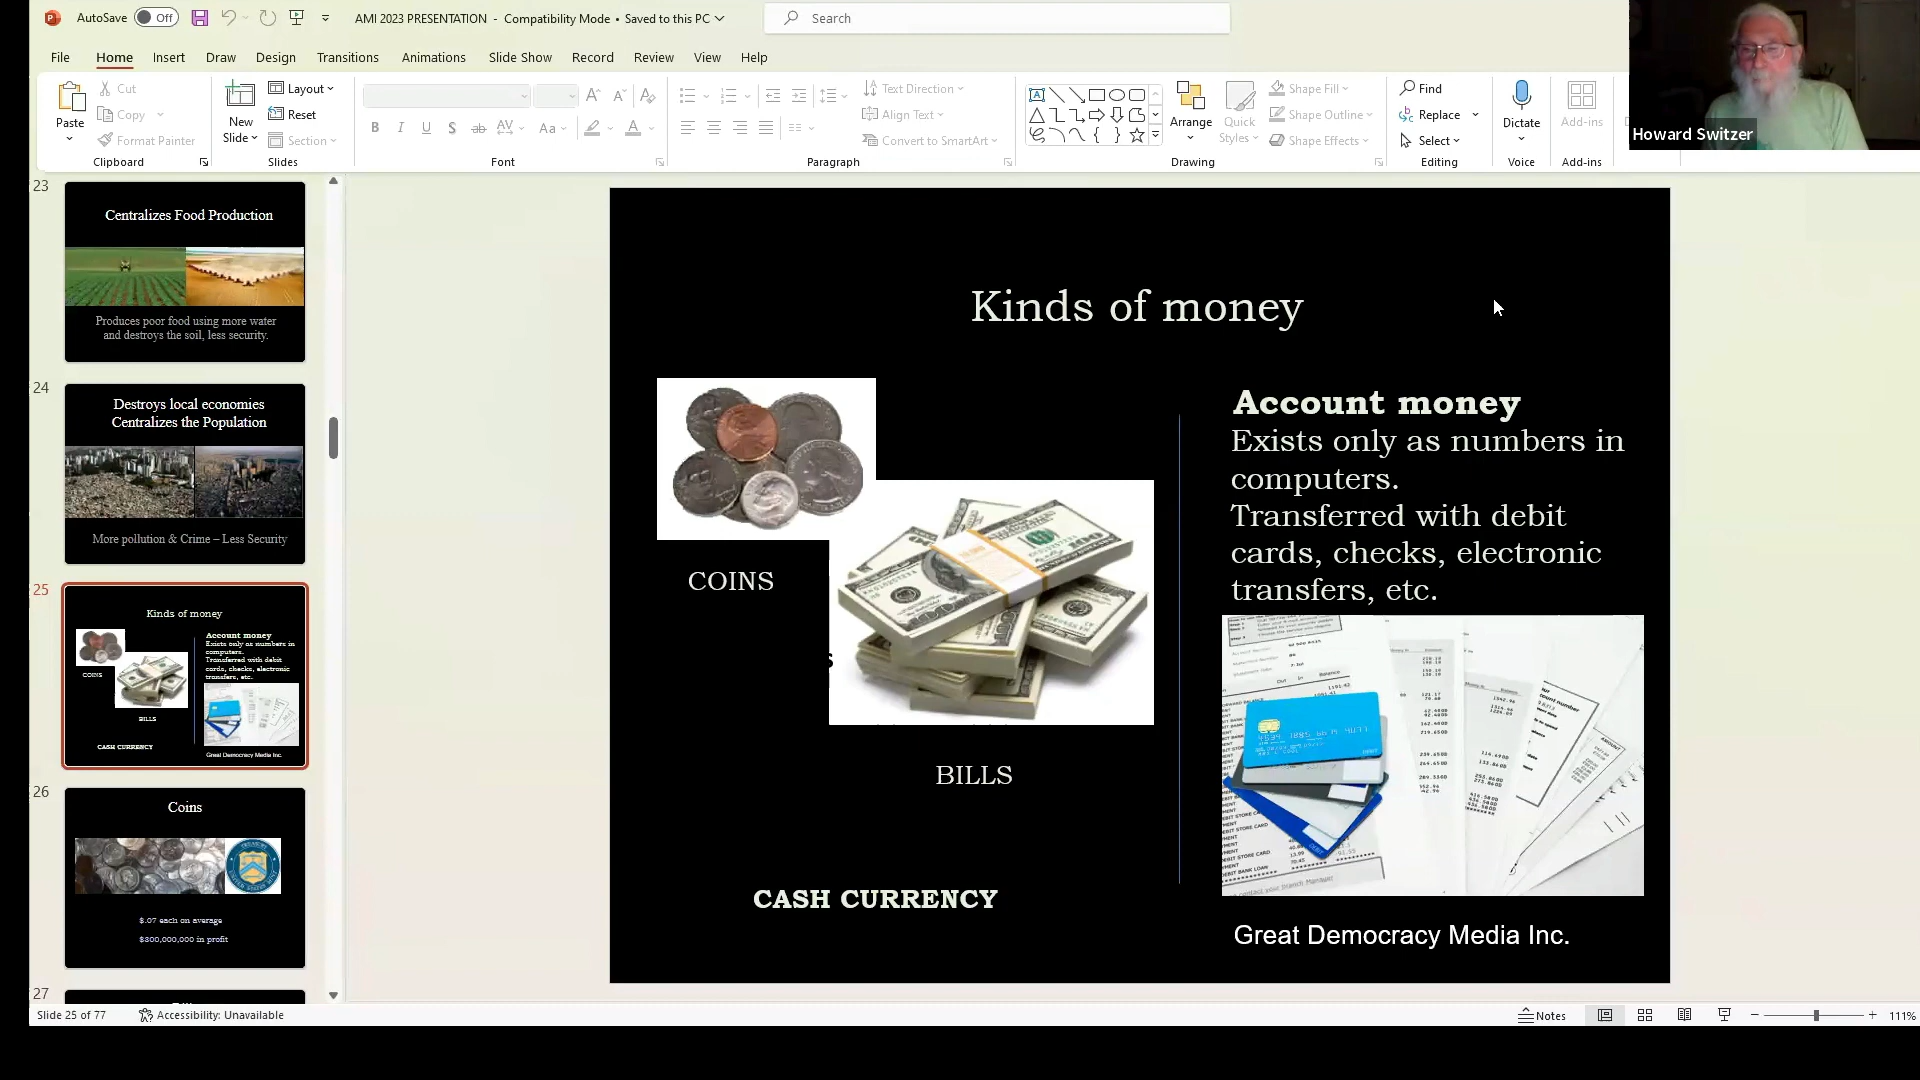 AutoSave Off AMI 2023 PRESENTATION - Compatibility Mode • Saved to this PC Search
File Home Insert Draw Design Transitions Animations Slide Show Record Review View Help
Paste Cut Copy Format Painter Clipboard
New Slide Layout Reset Section Slides
B I U S ab AV Aa A Font
Text Direction Align Text Convert to SmartArt Paragraph
Arrange Quick Styles Shape Fill Shape Outline Shape Effects Drawing
Find Replace Select Editing
Dictate Voice
Add-ins Add-ins
Howard Switzer
23
Centralizes Food Production
Produces poor food using more water
and destroys the soil, less security.
24
Destroys local economies
Centralizes the Population
More pollution & Crime – Less Security
25
Kinds of money
Account money
Exists only as numbers in
computers.
Transferred with debit
cards, checks, electronic
transfers, etc.
COINS
BILLS
CASH CURRENCY
Great Democracy Media Inc.
26
Coins
$.07 each on average
$800,000,000 in profit
27
Kinds of money
Account money
Exists only as numbers in
computers.
Transferred with debit
cards, checks, electronic
transfers, etc.
COINS
BILLS
CASH CURRENCY
Great Democracy Media Inc.
Slide 25 of 77 Accessibility: Unavailable Notes 111%